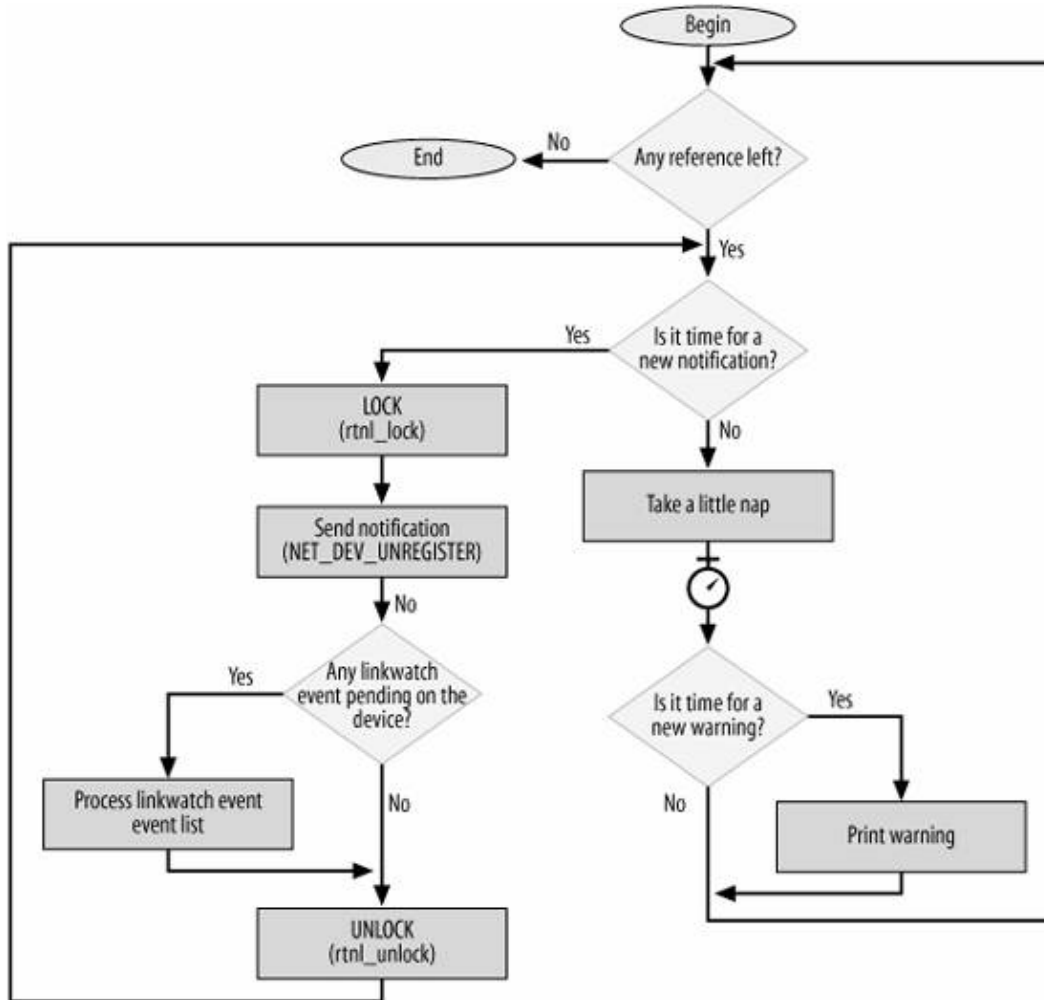 Begin
Any reference left?
No
End
Yes
Is it time for a
new notification?
Yes
LOCK
(rtnl_lock)
Send notification
(NET_DEV_UNREGISTER)
No
Any linkwatch
event pending on the
device?
Yes
Process linkwatch event
event list
No
UNLOCK
(rtnl_unlock)
No
Take a little nap
Is it time for a
new warning?
Yes
Print warning
No